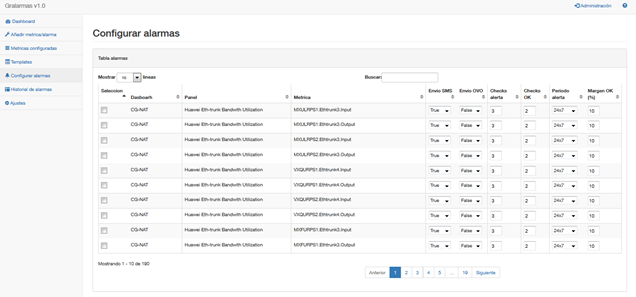 Gralarmas v1.0
Administración
Dashboard
Añadir metrica/alarma
Metricas configuradas
Templates
Configurar alarmas
Historial de alarmas
Ajustes
Configurar alarmas
Tabla alarmas
Mostrar 10 lineas
Buscar:
Seleccion Dasboarh Panel Metrica Envio SMS Envio OVO Checks alerta Checks OK Periodo alerta Margen OK (%)
CG-NAT Huawei Eth-trunk Bandwith Utilization MXULRPS1.Ethtrunk3.Input True False 3 2 24x7 10
CG-NAT Huawei Eth-trunk Bandwith Utilization MXULRPS1.Ethtrunk3.Output True False 3 2 24x7 10
CG-NAT Huawei Eth-trunk Bandwith Utilization MXULRPS2.Ethtrunk3.Input True False 3 2 24x7 10
CG-NAT Huawei Eth-trunk Bandwith Utilization MXULRPS2.Ethtrunk3.Output True False 3 2 24x7 10
CG-NAT Huawei Eth-trunk Bandwith Utilization VXQURPS1.Ethtrunk4.Input True False 3 2 24x7 10
CG-NAT Huawei Eth-trunk Bandwith Utilization VXQURPS1.Ethtrunk4.Output True False 3 2 24x7 10
CG-NAT Huawei Eth-trunk Bandwith Utilization VXQURPS2.Ethtrunk4.Input True False 3 2 24x7 10
CG-NAT Huawei Eth-trunk Bandwith Utilization VXQURPS2.Ethtrunk4.Output True False 3 2 24x7 10
CG-NAT Huawei Eth-trunk Bandwith Utilization MXFURPS1.Ethtrunk3.Input True False 3 2 24x7 10
CG-NAT Huawei Eth-trunk Bandwith Utilization MXFURPS1.Ethtrunk3.Output True False 3 2 24x7 10
Mostrando 1 - 10 de 190
Anterior 1 2 3 4 5 ... 19 Siguiente